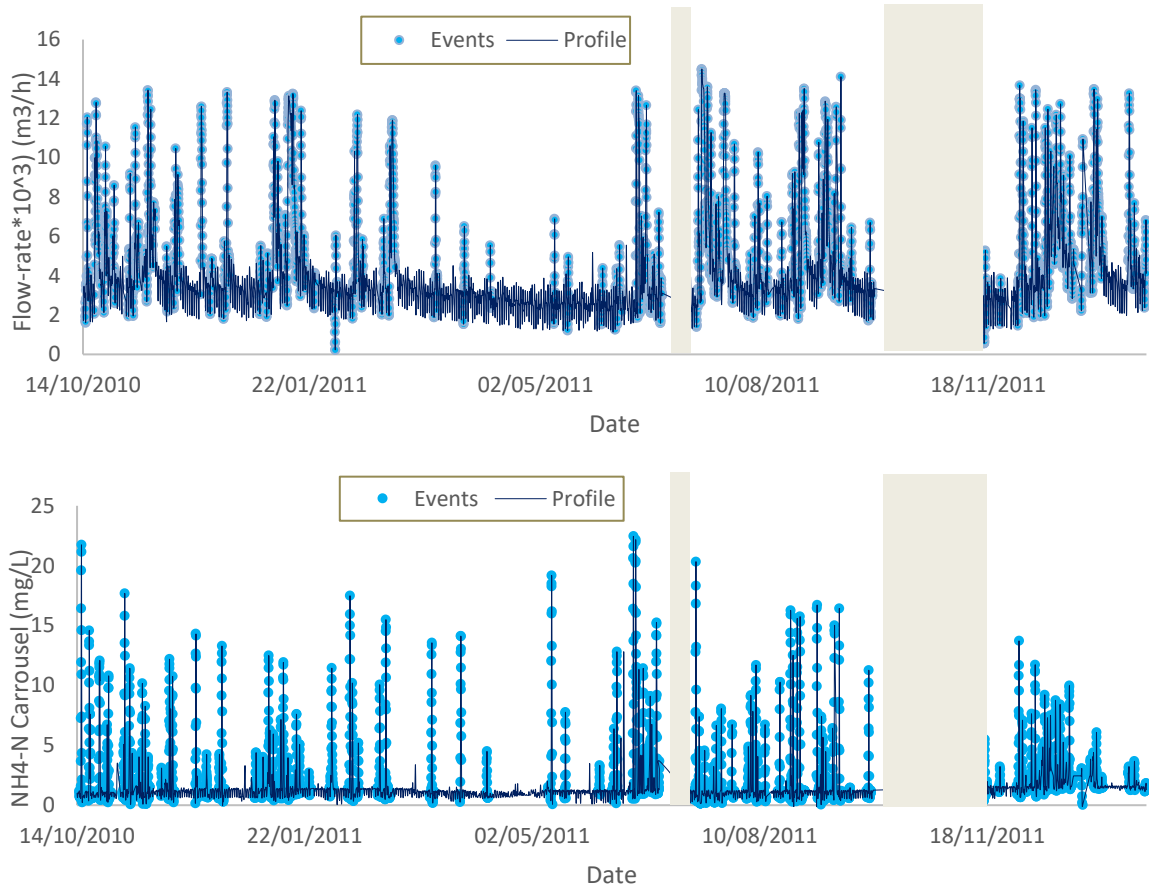 Events Profile
Flow-rate*10^3) (m3/h)
16
14
12
10
8
6
4
2
0
14/10/2010 22/01/2011 02/05/2011 10/08/2011 18/11/2011
Date
Events Profile
NH4-N Carrousel (mg/L)
25
20
15
10
5
0
14/10/2010 22/01/2011 02/05/2011 10/08/2011 18/11/2011
Date